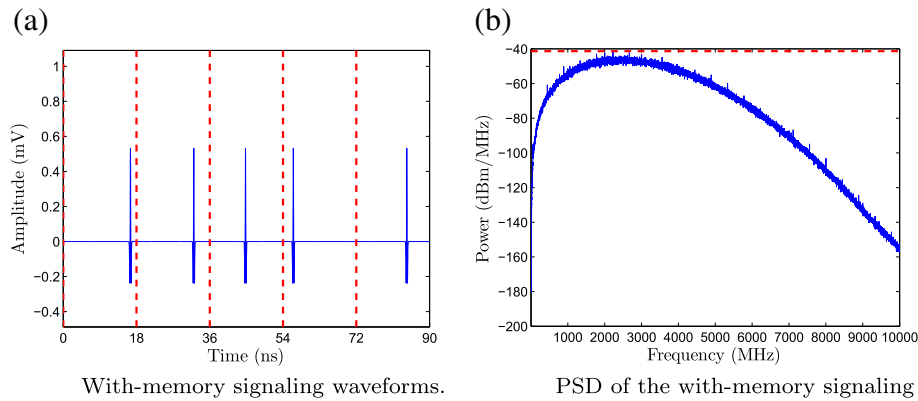 (a)
1
0.8
0.6
0.4
0.2
0
−0.2
−0.4
Amplitude (mV)
0 18 36 54 72 90
Time (ns)
With-memory signaling waveforms.
(b)
−40
−60
−80
−100
−120
−140
−160
−180
−200
Power (dBm/MHz)
1000 2000 3000 4000 5000 6000 7000 8000 9000 10000
Frequency (MHz)
PSD of the with-memory signaling